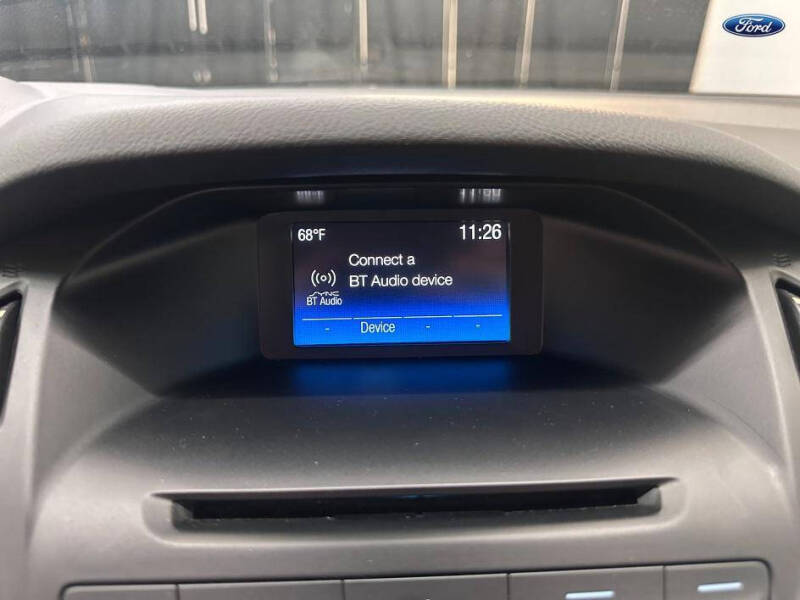 Ford
68°F 11:26
Connect a
BT Audio device
SYNC
BT Audio
- Device - -